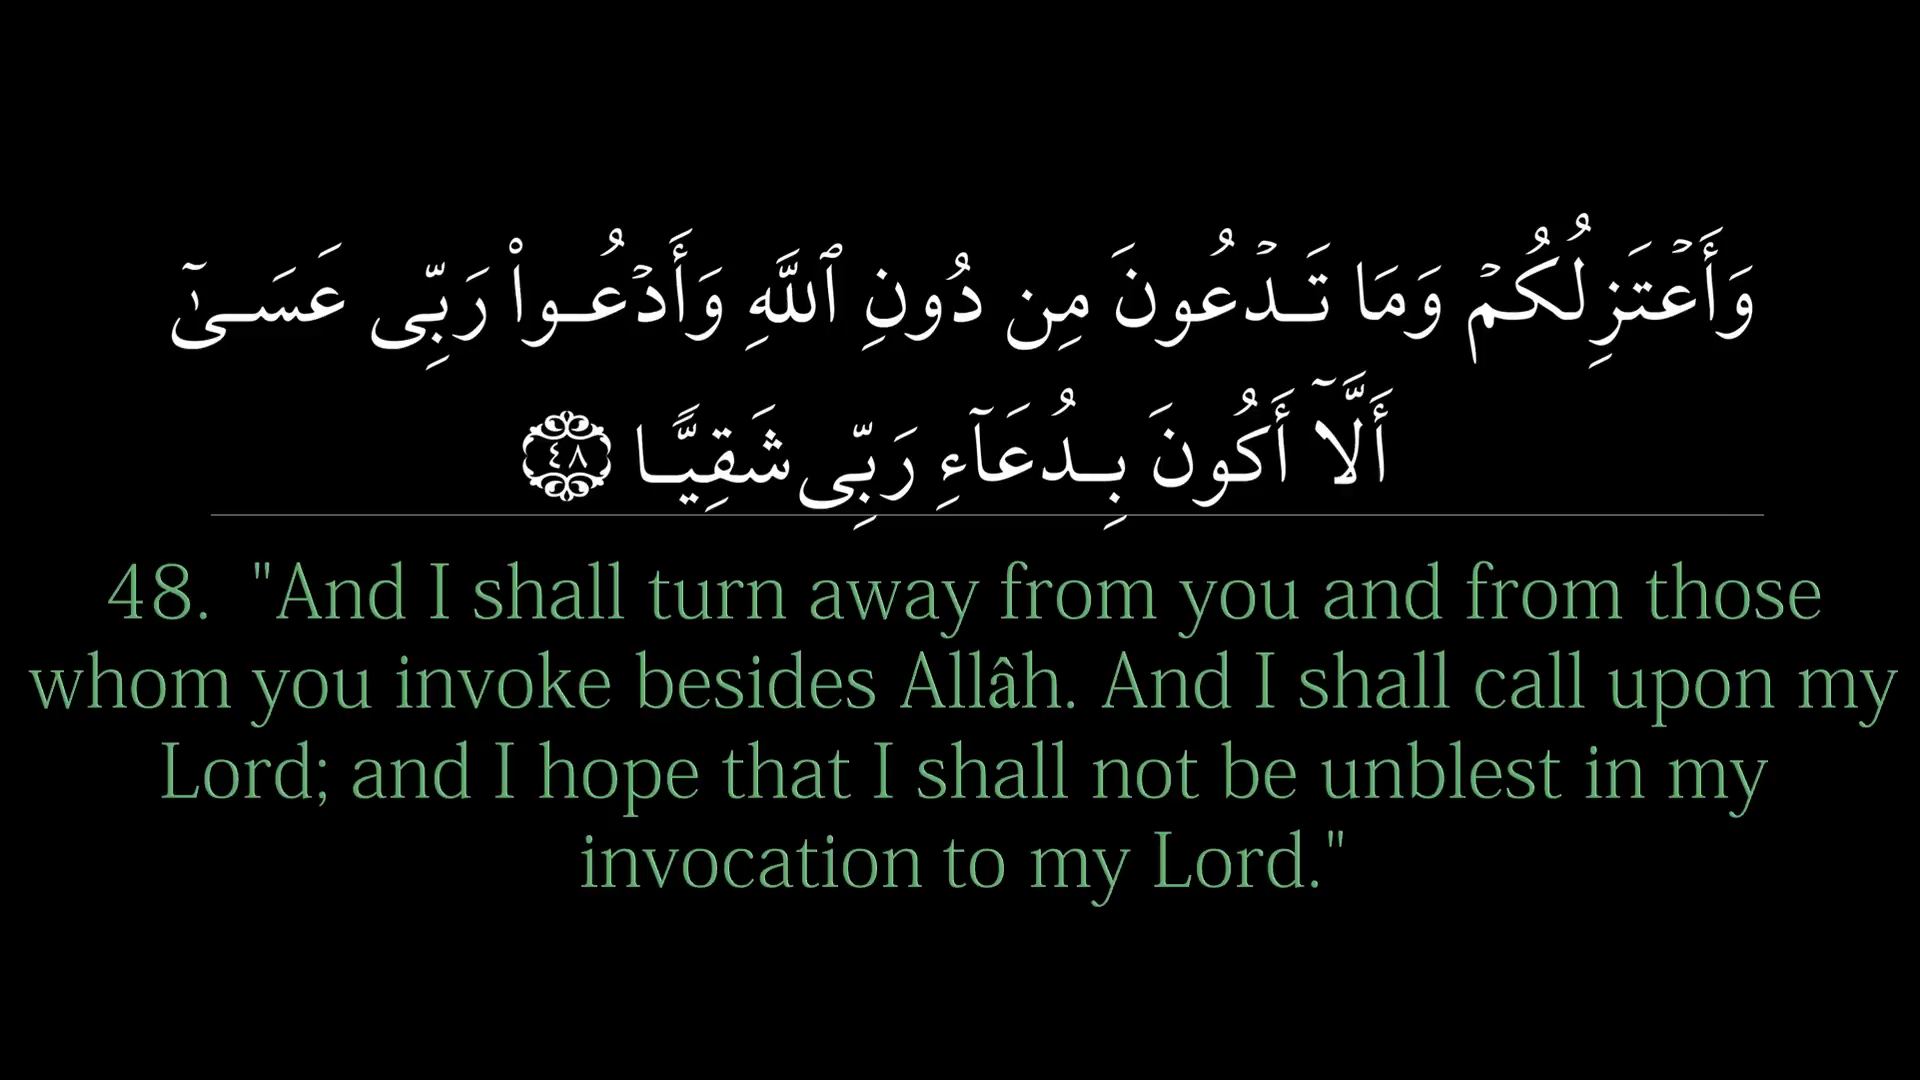 وَأَعۡتَزِلُكُمۡ وَمَا تَدۡعُونَ مِن دُونِ ٱللَّهِ وَأَدۡعُواْ رَبِّى عَسَىٰٓ
أَلَّآ أَكُونَ بِدُعَآءِ رَبِّى شَقِيًّا ٤٨
48. "And I shall turn away from you and from those
whom you invoke besides Allâh. And I shall call upon my
Lord; and I hope that I shall not be unblest in my
invocation to my Lord."